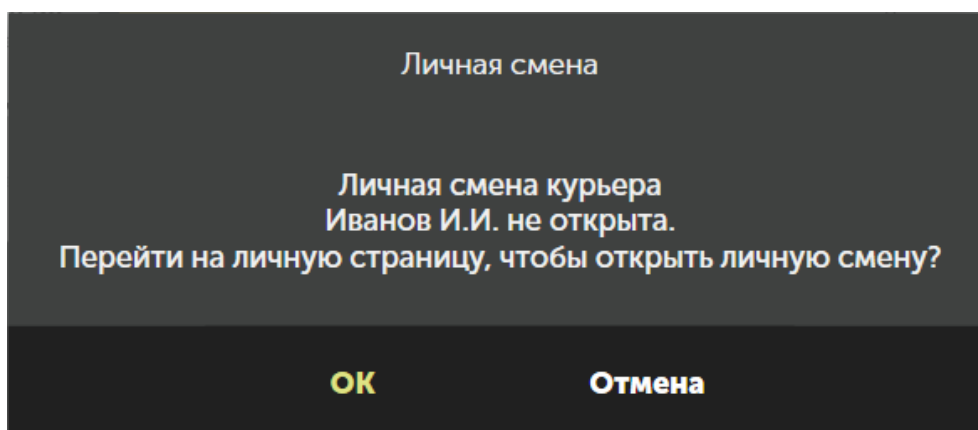 Личная смена
Личная смена курьера
Иванов И.И. не открыта.
Перейти на личную страницу, чтобы открыть личную смену?
ОК
Отмена